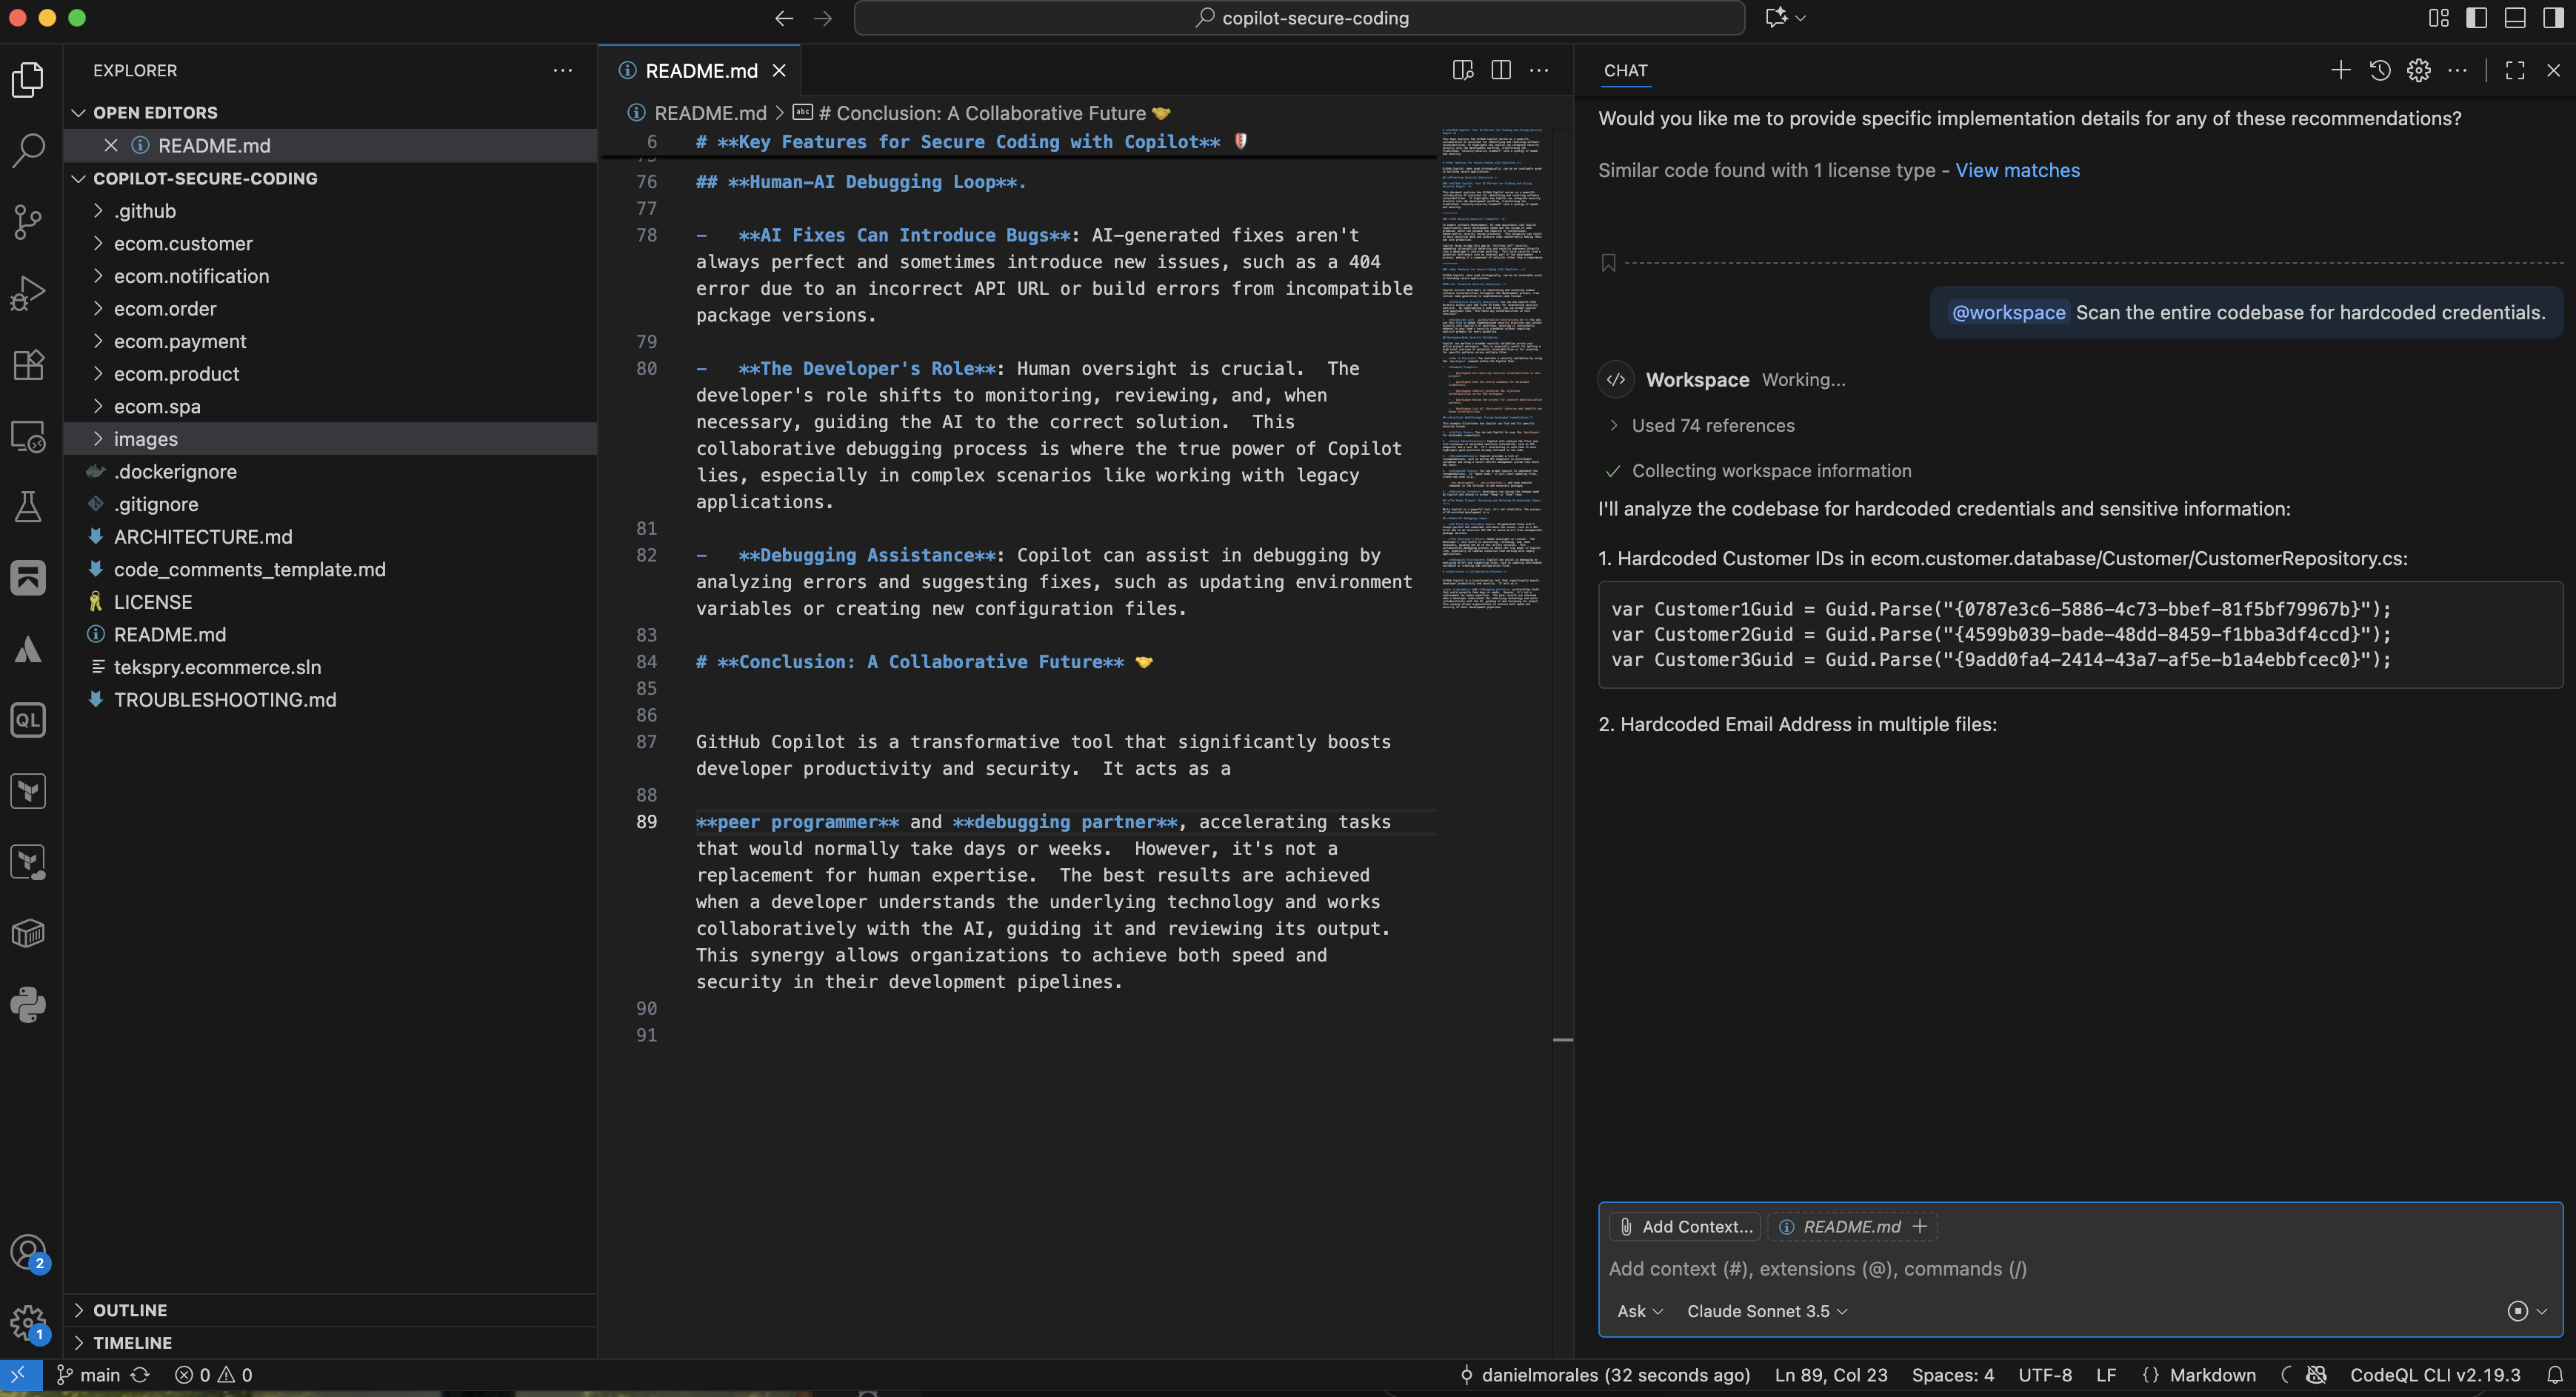 copilot-secure-coding
EXPLORER
OPEN EDITORS
README.md
COPILOT-SECURE-CODING
.github
ecom.customer
ecom.notification
ecom.order
ecom.payment
ecom.product
ecom.spa
images
.dockerignore
.gitignore
ARCHITECTURE.md
code_comments_template.md
LICENSE
README.md
tekspry.ecommerce.sln
TROUBLESHOOTING.md
OUTLINE
TIMELINE
QL
2
1
README.md
README.md > abc # Conclusion: A Collaborative Future 🤝
6 # **Key Features for Secure Coding with Copilot** 🛡️
76 ## **Human-AI Debugging Loop**.
77
78 -   **AI Fixes Can Introduce Bugs**: AI-generated fixes aren't
always perfect and sometimes introduce new issues, such as a 404
error due to an incorrect API URL or build errors from incompatible
package versions.
79
80 -   **The Developer's Role**: Human oversight is crucial.  The
developer's role shifts to monitoring, reviewing, and, when
necessary, guiding the AI to the correct solution.  This
collaborative debugging process is where the true power of Copilot
lies, especially in complex scenarios like working with legacy
applications.
81
82 -   **Debugging Assistance**: Copilot can assist in debugging by
analyzing errors and suggesting fixes, such as updating environment
variables or creating new configuration files.
83
84 # **Conclusion: A Collaborative Future** 🤝
85
86
87 GitHub Copilot is a transformative tool that significantly boosts
developer productivity and security.  It acts as a
88
89 **peer programmer** and **debugging partner**, accelerating tasks
that would normally take days or weeks.  However, it's not a
replacement for human expertise.  The best results are achieved
when a developer understands the underlying technology and works
collaboratively with the AI, guiding it and reviewing its output.
This synergy allows organizations to achieve both speed and
security in their development pipelines.
90
91
CHAT
Would you like me to provide specific implementation details for any of these recommendations?
Similar code found with 1 license type - View matches
@workspace Scan the entire codebase for hardcoded credentials.
Workspace Working...
Used 74 references
Collecting workspace information
I'll analyze the codebase for hardcoded credentials and sensitive information:
1. Hardcoded Customer IDs in ecom.customer.database/Customer/CustomerRepository.cs:
var Customer1Guid = Guid.Parse("{0787e3c6-5886-4c73-bbef-81f5bf79967b}");
var Customer2Guid = Guid.Parse("{4599b039-bade-48dd-8459-f1bba3df4ccd}");
var Customer3Guid = Guid.Parse("{9add0fa4-2414-43a7-af5e-b1a4ebbfcec0}");
2. Hardcoded Email Address in multiple files:
Add Context... README.md +
Add context (#), extensions (@), commands (/)
Ask Claude Sonnet 3.5
main 0 0 danielmorales (32 seconds ago) Ln 89, Col 23 Spaces: 4 UTF-8 LF {} Markdown CodeQL CLI v2.19.3